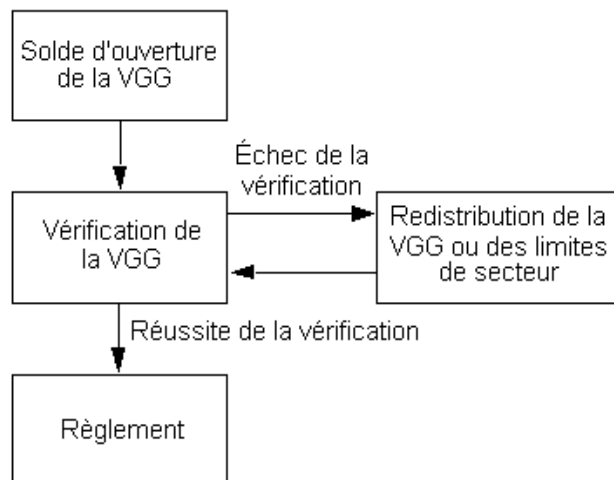 Solde d'ouverture
de la VGG
Échec de la
vérification
Vérification de
la VGG
Redistribution de la
VGG ou des limites
de secteur
Réussite de la vérification
Règlement